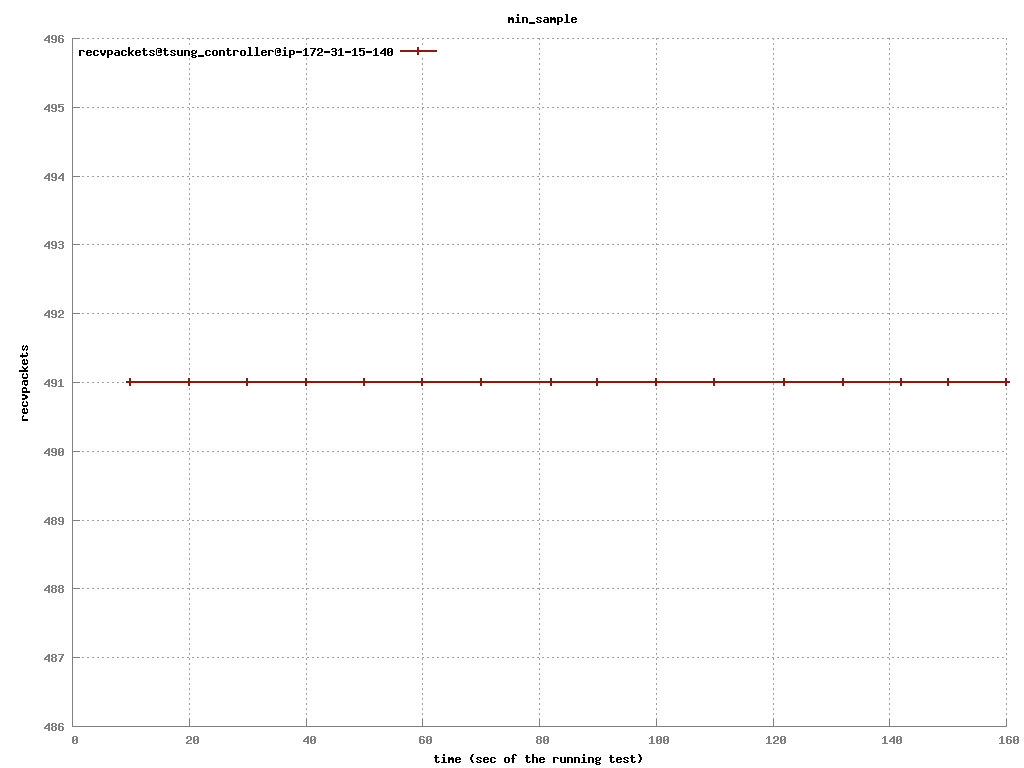 min_sample
recvpackets@tsung_controller@ip-172-31-15-140
496
495
494
493
492
491
490
489
488
487
486
recvpackets
0 20 40 60 80 100 120 140 160
time (sec of the running test)